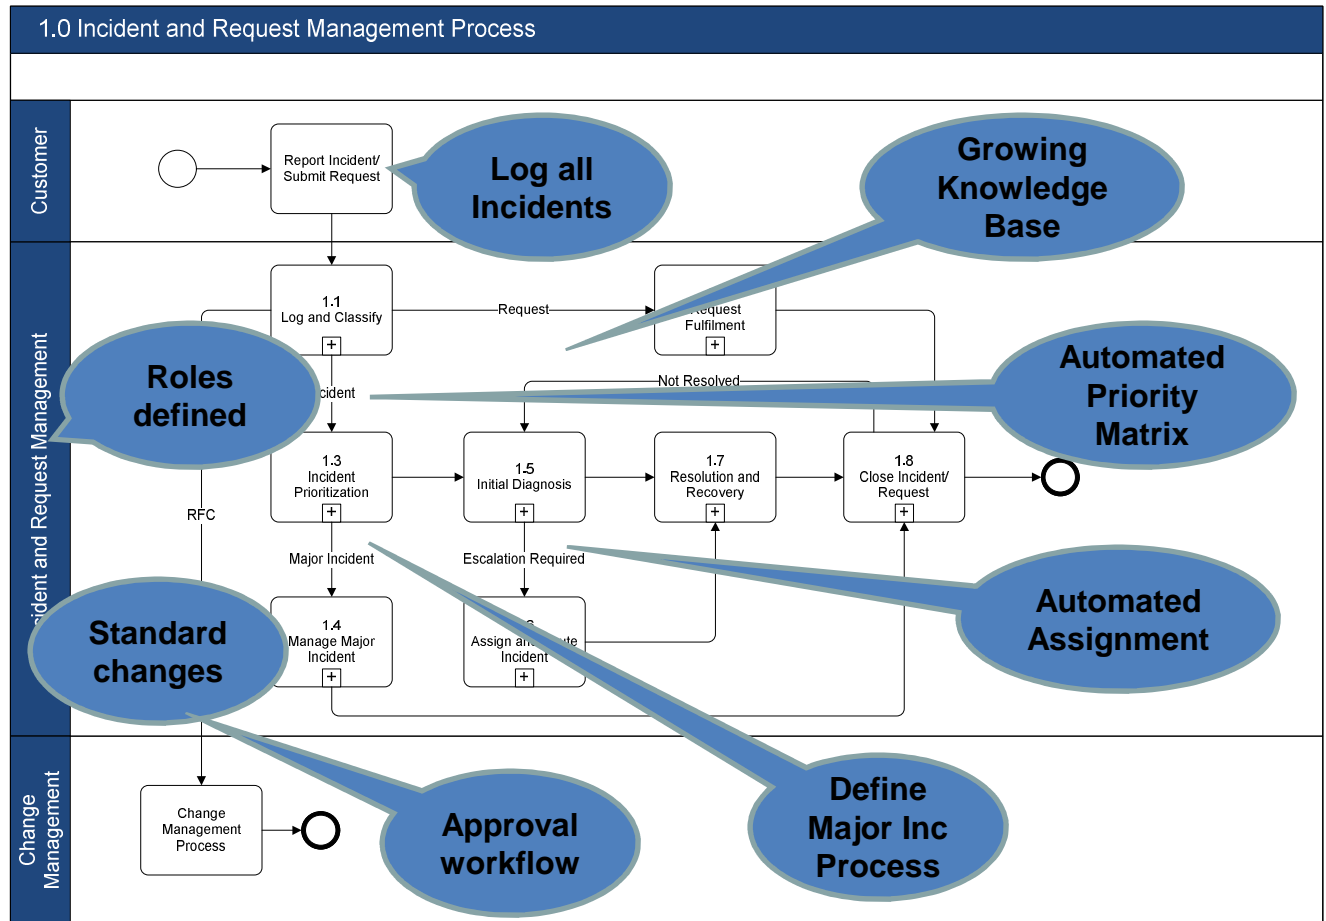 1.0 Incident and Request Management Process
Customer
Report Incident/
Submit Request
Log all
Incidents
Growing
Knowledge
Base
Request Management
1.1
Log and Classify
+
Request
Fulfilment
+
Request
Roles
defined
Automated
Priority
Matrix
Not Resolved
1.3
Incident
Prioritization
+
1.5
Initial Diagnosis
+
1.7
Resolution and
Recovery
+
1.8
Close Incident/
Request
+
RFC
Major Incident
Escalation Required
Automated
Assignment
Standard
changes
1.4
Manage Major
Incident
+
Assign and
Incident
+
Change
Management
Change
Management
Process
Approval
workflow
Define
Major Inc
Process